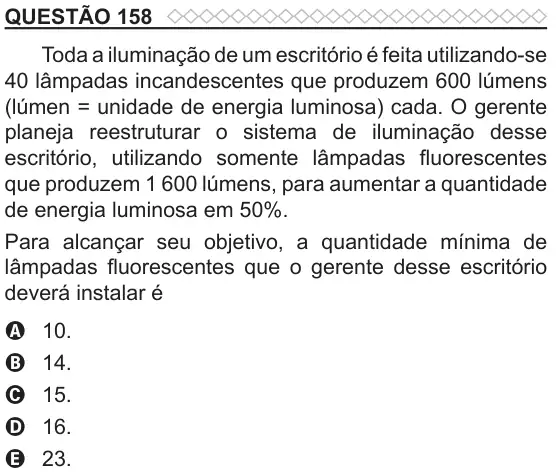 QUESTÃO 158
Toda a iluminação de um escritório é feita utilizando-se
40 lâmpadas incandescentes que produzem 600 lúmens
(lúmen = unidade de energia luminosa) cada. O gerente
planeja reestruturar o sistema de iluminação desse
escritório, utilizando somente lâmpadas fluorescentes
que produzem 1 600 lúmens, para aumentar a quantidade
de energia luminosa em 50%.
Para alcançar seu objetivo, a quantidade mínima de
lâmpadas fluorescentes que o gerente desse escritório
deverá instalar é
A 10.
B 14.
C 15.
D 16.
E 23.